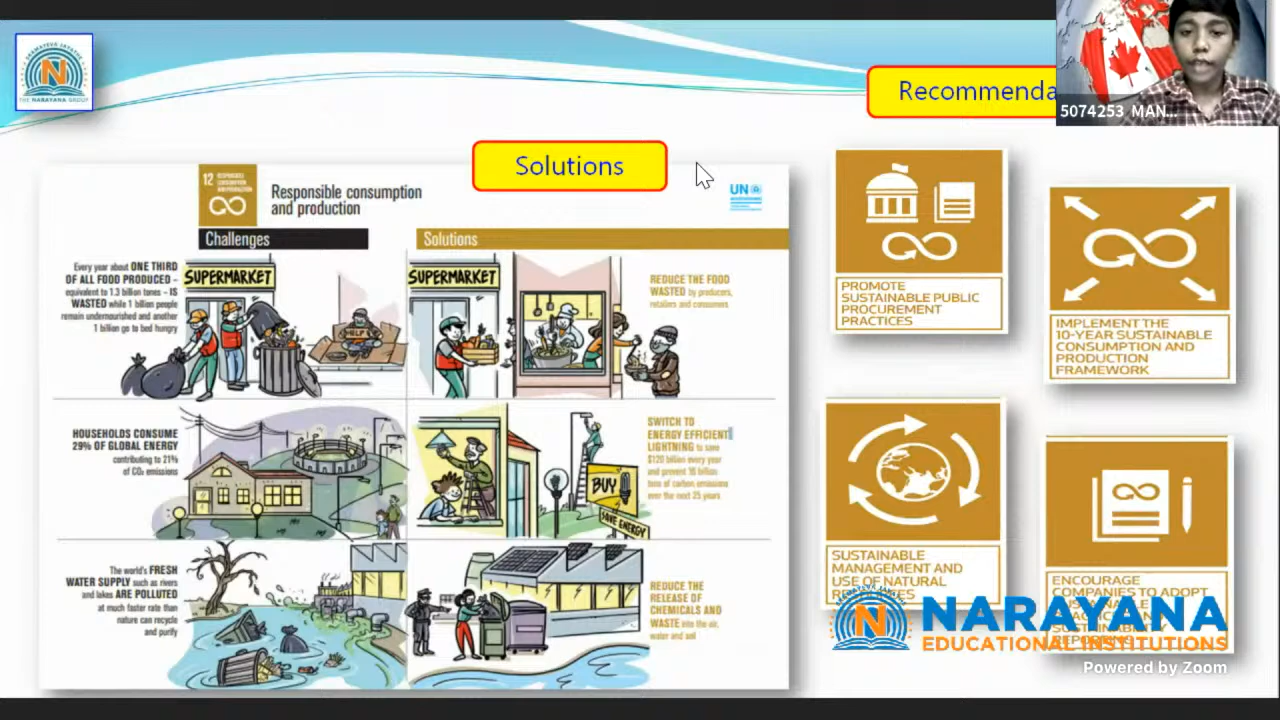 THE NARAYANA GROUP
Recommenda
5074253 MAN...
Solutions
12 RESPONSIBLE
CONSUMPTION
AND PRODUCTION
Responsible consumption
and production
UN
Challenges
Solutions
Every year about ONE THIRD
OF ALL FOOD PRODUCED –
equivalent to 1.3 billion tones – IS
WASTED while 1 billion people
remain undernourished and another
1 billion go to bed hungry
SUPERMARKET
HELP
SUPERMARKET
REDUCE THE FOOD
WASTED by producers,
retailers and consumers
HOUSEHOLDS CONSUME
29% OF GLOBAL ENERGY
contributing to 21%
of CO₂ emissions
BUY
SAVE ENERGY
SWITCH TO
ENERGY EFFICIENT
LIGHTNING to save
$120 billion every year
and prevent 16 billion
tons of carbon emissions
over the next 25 years
The world's FRESH
WATER SUPPLY such as rivers
and lakes ARE POLLUTED
at much faster rate than
nature can recycle
and purify
REDUCE THE
RELEASE OF
CHEMICALS AND
WASTE into the air,
water and soil
PROMOTE
SUSTAINABLE PUBLIC
PROCUREMENT
PRACTICES
IMPLEMENT THE
10-YEAR SUSTAINABLE
CONSUMPTION AND
PRODUCTION
FRAMEWORK
SUSTAINABLE
MANAGEMENT AND
USE OF NATURAL
ENCOURAGE
COMPANIES TO ADOPT
NARAYANA
EDUCATIONAL INSTITUTIONS
Powered by Zoom